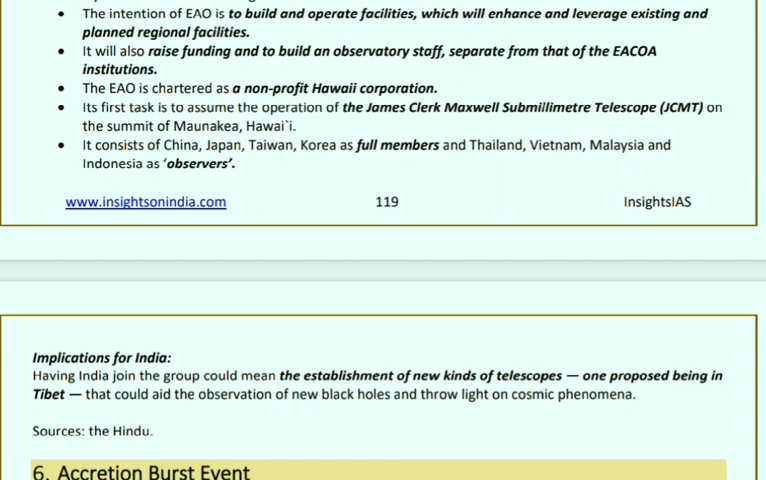 • The intention of EAO is to build and operate facilities, which will enhance and leverage existing and
planned regional facilities.
• It will also raise funding and to build an observatory staff, separate from that of the EACOA
institutions.
• The EAO is chartered as a non-profit Hawaii corporation.
• Its first task is to assume the operation of the James Clerk Maxwell Submillimetre Telescope (JCMT) on
the summit of Maunakea, Hawai`i.
• It consists of China, Japan, Taiwan, Korea as full members and Thailand, Vietnam, Malaysia and
Indonesia as ‘observers’.
www.insightsonindia.com 119 InsightsIAS
Implications for India:
Having India join the group could mean the establishment of new kinds of telescopes — one proposed being in
Tibet — that could aid the observation of new black holes and throw light on cosmic phenomena.
Sources: the Hindu.
6. Accretion Burst Event